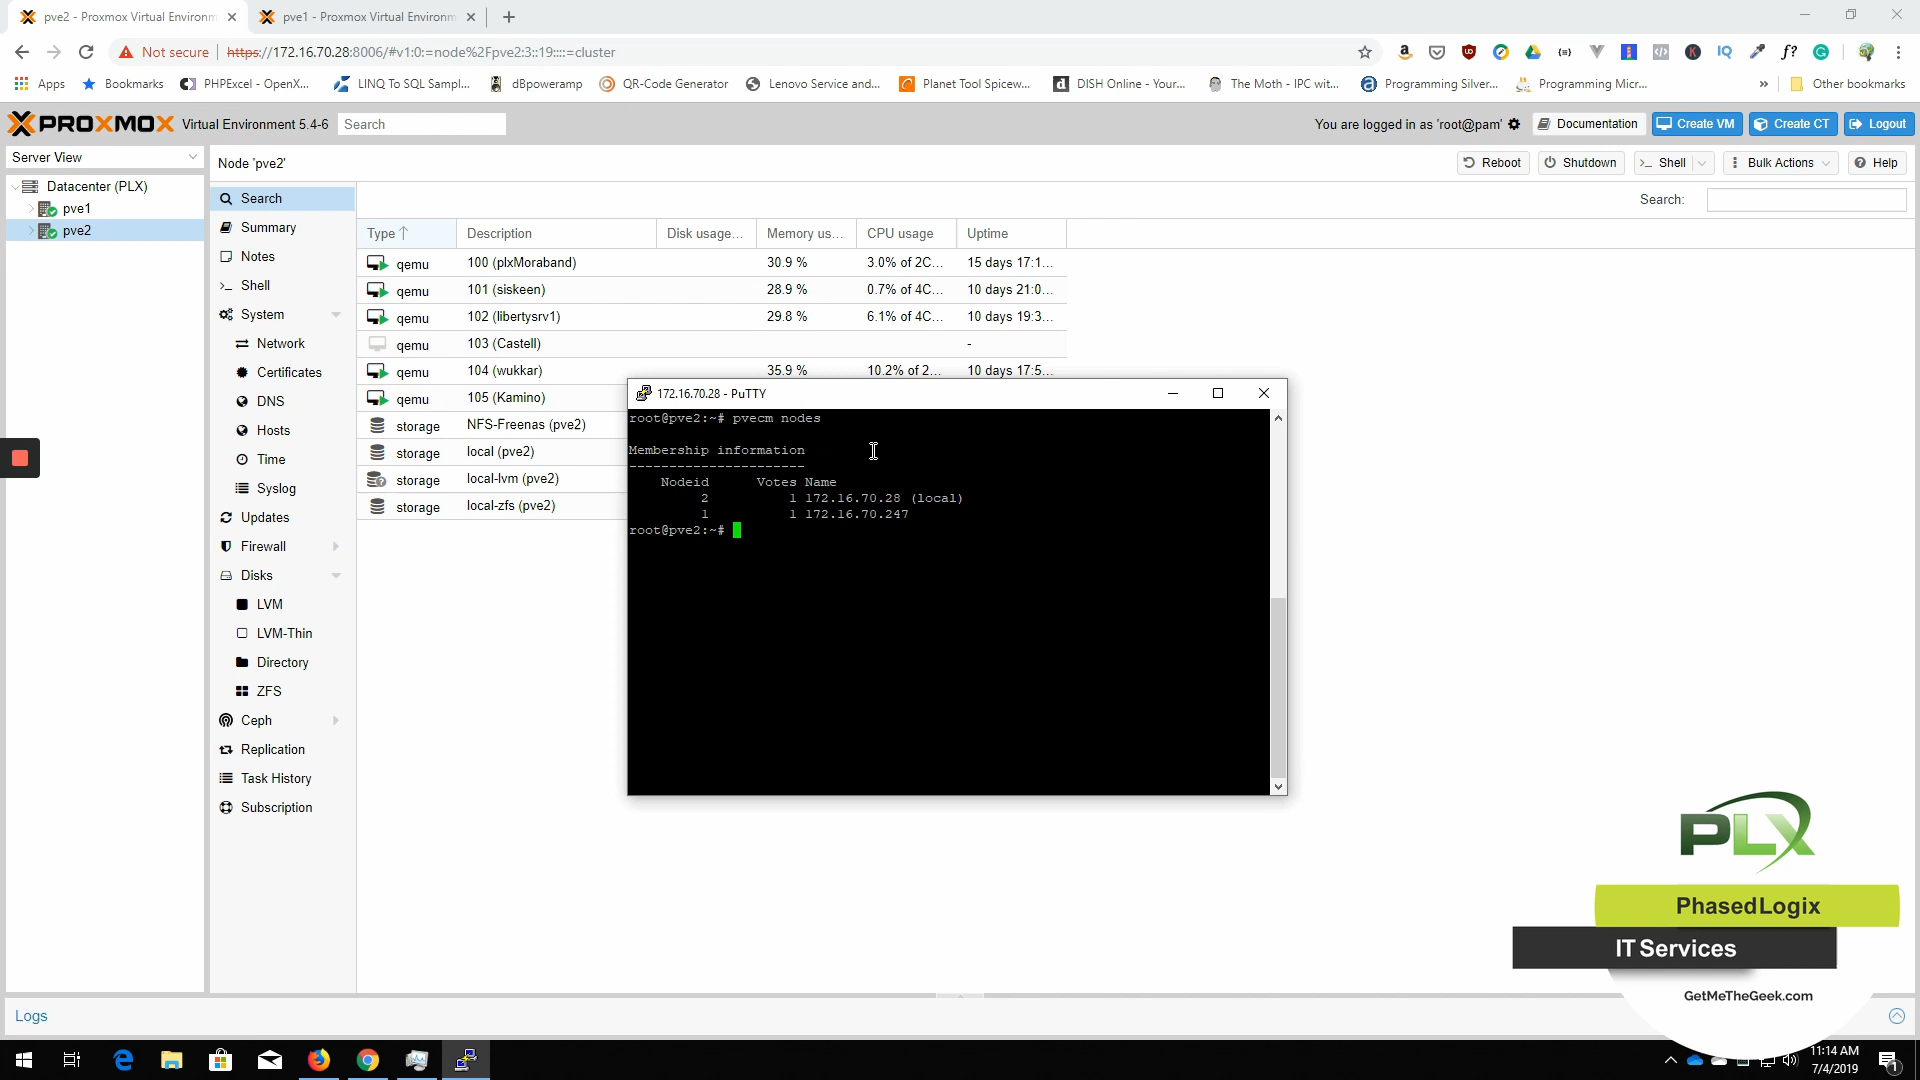 pve2 - Proxmox Virtual Environm
pve1 - Proxmox Virtual Environm
Not secure https://172.16.70.28:8006/#v1:0:=node%2Fpve2:3::19::::=cluster
Apps Bookmarks PHPExcel - OpenX... LINQ To SQL Sampl... dBpoweramp QR-Code Generator Lenovo Service and... Planet Tool Spicew... DISH Online - Your... The Moth - IPC wit... Programming Silver... Programming Micr... » Other bookmarks
PROXMOX Virtual Environment 5.4-6 Search You are logged in as 'root@pam' Documentation Create VM Create CT Logout
Server View
Node 'pve2'
Reboot Shutdown Shell Bulk Actions Help
Datacenter (PLX)
pve1
pve2
Search
Summary
Notes
Shell
System
Network
Certificates
DNS
Hosts
Time
Syslog
Updates
Firewall
Disks
LVM
LVM-Thin
Directory
ZFS
Ceph
Replication
Task History
Subscription
Search:
Type Description Disk usage... Memory us... CPU usage Uptime
qemu 100 (plxMoraband) 30.9 % 3.0% of 2C... 15 days 17:1...
qemu 101 (siskeen) 28.9 % 0.7% of 4C... 10 days 21:0...
qemu 102 (libertysrv1) 29.8 % 6.1% of 4C... 10 days 19:3...
qemu 103 (Castell) -
qemu 104 (wukkar) 35.9 % 10.2% of 2... 10 days 17:5...
qemu 105 (Kamino)
storage NFS-Freenas (pve2)
storage local (pve2)
storage local-lvm (pve2)
storage local-zfs (pve2)
172.16.70.28 - PuTTY
root@pve2:~# pvecm nodes
Membership information
----------------------
Nodeid Votes Name
2 1 172.16.70.28 (local)
1 1 172.16.70.247
root@pve2:~#
PLX
PhasedLogix
IT Services
GetMeTheGeek.com
Logs
11:14 AM
7/4/2019
1